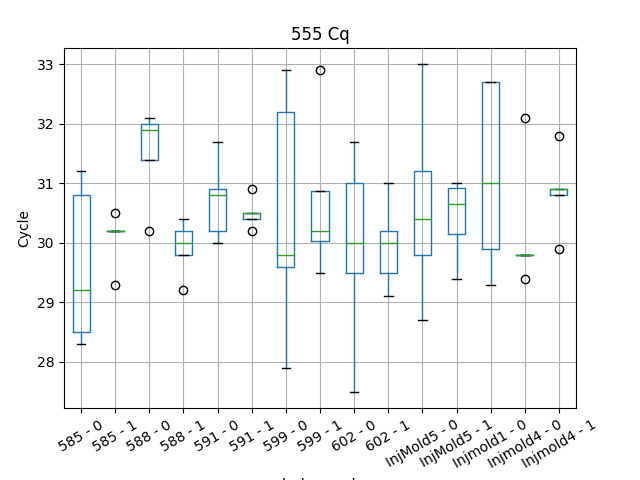 555 Cq
33
32
31
30
29
28
Cycle
585 - 0
585 - 1
588 - 0
588 - 1
591 - 0
591 - 1
599 - 0
599 - 1
602 - 0
602 - 1
InjMold5 - 0
InjMold5 - 1
Injmold1 - 0
Injmold4 - 0
Injmold4 - 1